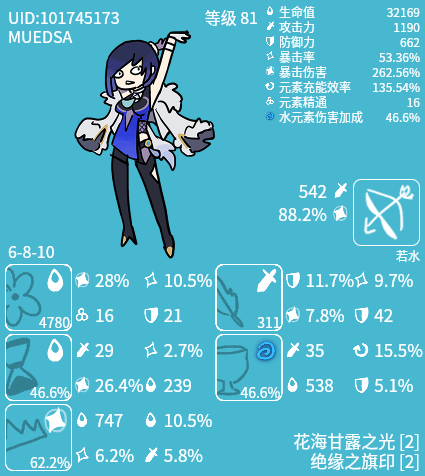 UID:101745173
MUEDSA
等级 81
生命值 32169
攻击力 1190
防御力 662
暴击率 53.36%
暴击伤害 262.56%
元素充能效率 135.54%
元素精通 16
水元素伤害加成 46.6%
542
88.2%
若水
6-8-10
4780
28% 10.5%
16 21
311
11.7% 9.7%
7.8% 42
46.6%
29 2.7%
26.4% 239
46.6%
35 15.5%
538 5.1%
62.2%
747 10.5%
6.2% 5.8%
花海甘露之光 [2]
绝缘之旗印 [2]